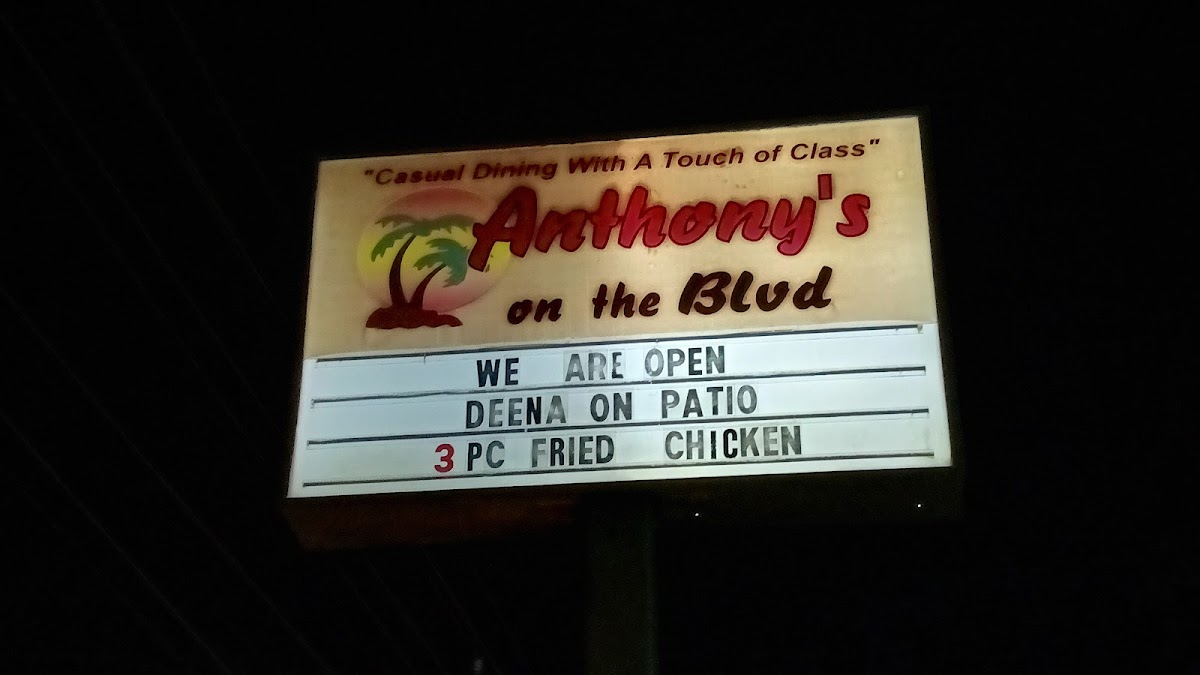 "Casual Dining With A Touch of Class"
Anthony's
on the Blvd
WE ARE OPEN
DEENA ON PATIO
3 PC FRIED CHICKEN